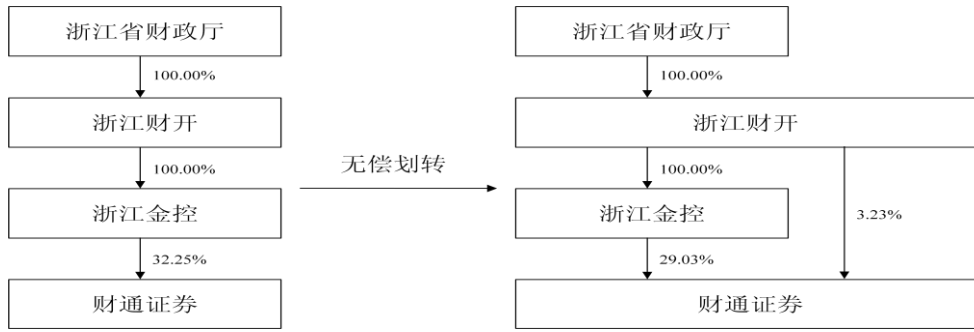 浙江省财政厅
100.00%
浙江财开
100.00%
浙江金控
32.25%
财通证券
无偿划转
浙江省财政厅
100.00%
浙江财开
100.00%
浙江金控
3.23%
29.03%
财通证券